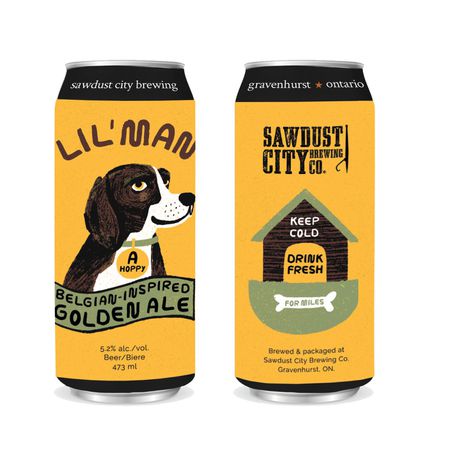 sawdust city brewing
LIL' MAN
A
HOPPY
BELGIAN-INSPIRED
GOLDEN ALE
5.2% alc./vol.
Beer/Biere
473 ml
gravenhurst ★ ontario
SAWDUST
CITY BREWING
CO.
KEEP
COLD
DRINK
FRESH
FOR MILES
Brewed & packaged at
Sawdust City Brewing Co.
Gravenhurst, ON.